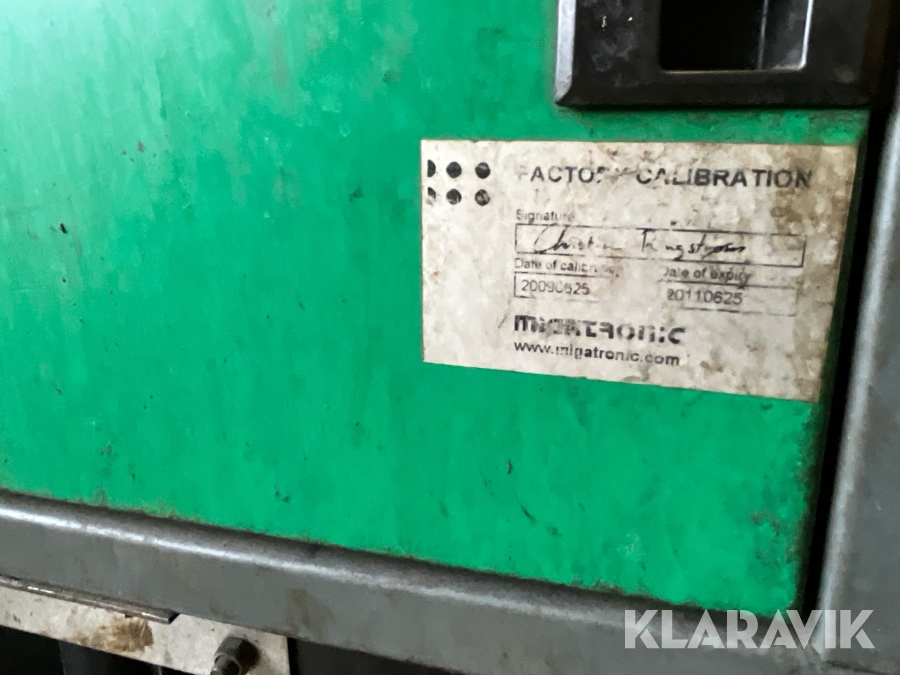 FACTORY CALIBRATION
Signature
Date of calibration Date of expiry
20090625 20110625
MIGATRONIC
www.migatronic.com
KLARAVIK